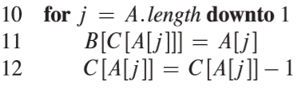 10 for j = A.length downto 1
11 B[C[A[j]]] = A[j]
12 C[A[j]] = C[A[j]] – 1